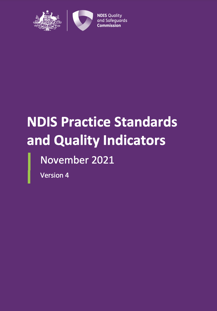 NDIS Quality
and Safeguards
Commission
NDIS Practice Standards
and Quality Indicators
November 2021
Version 4